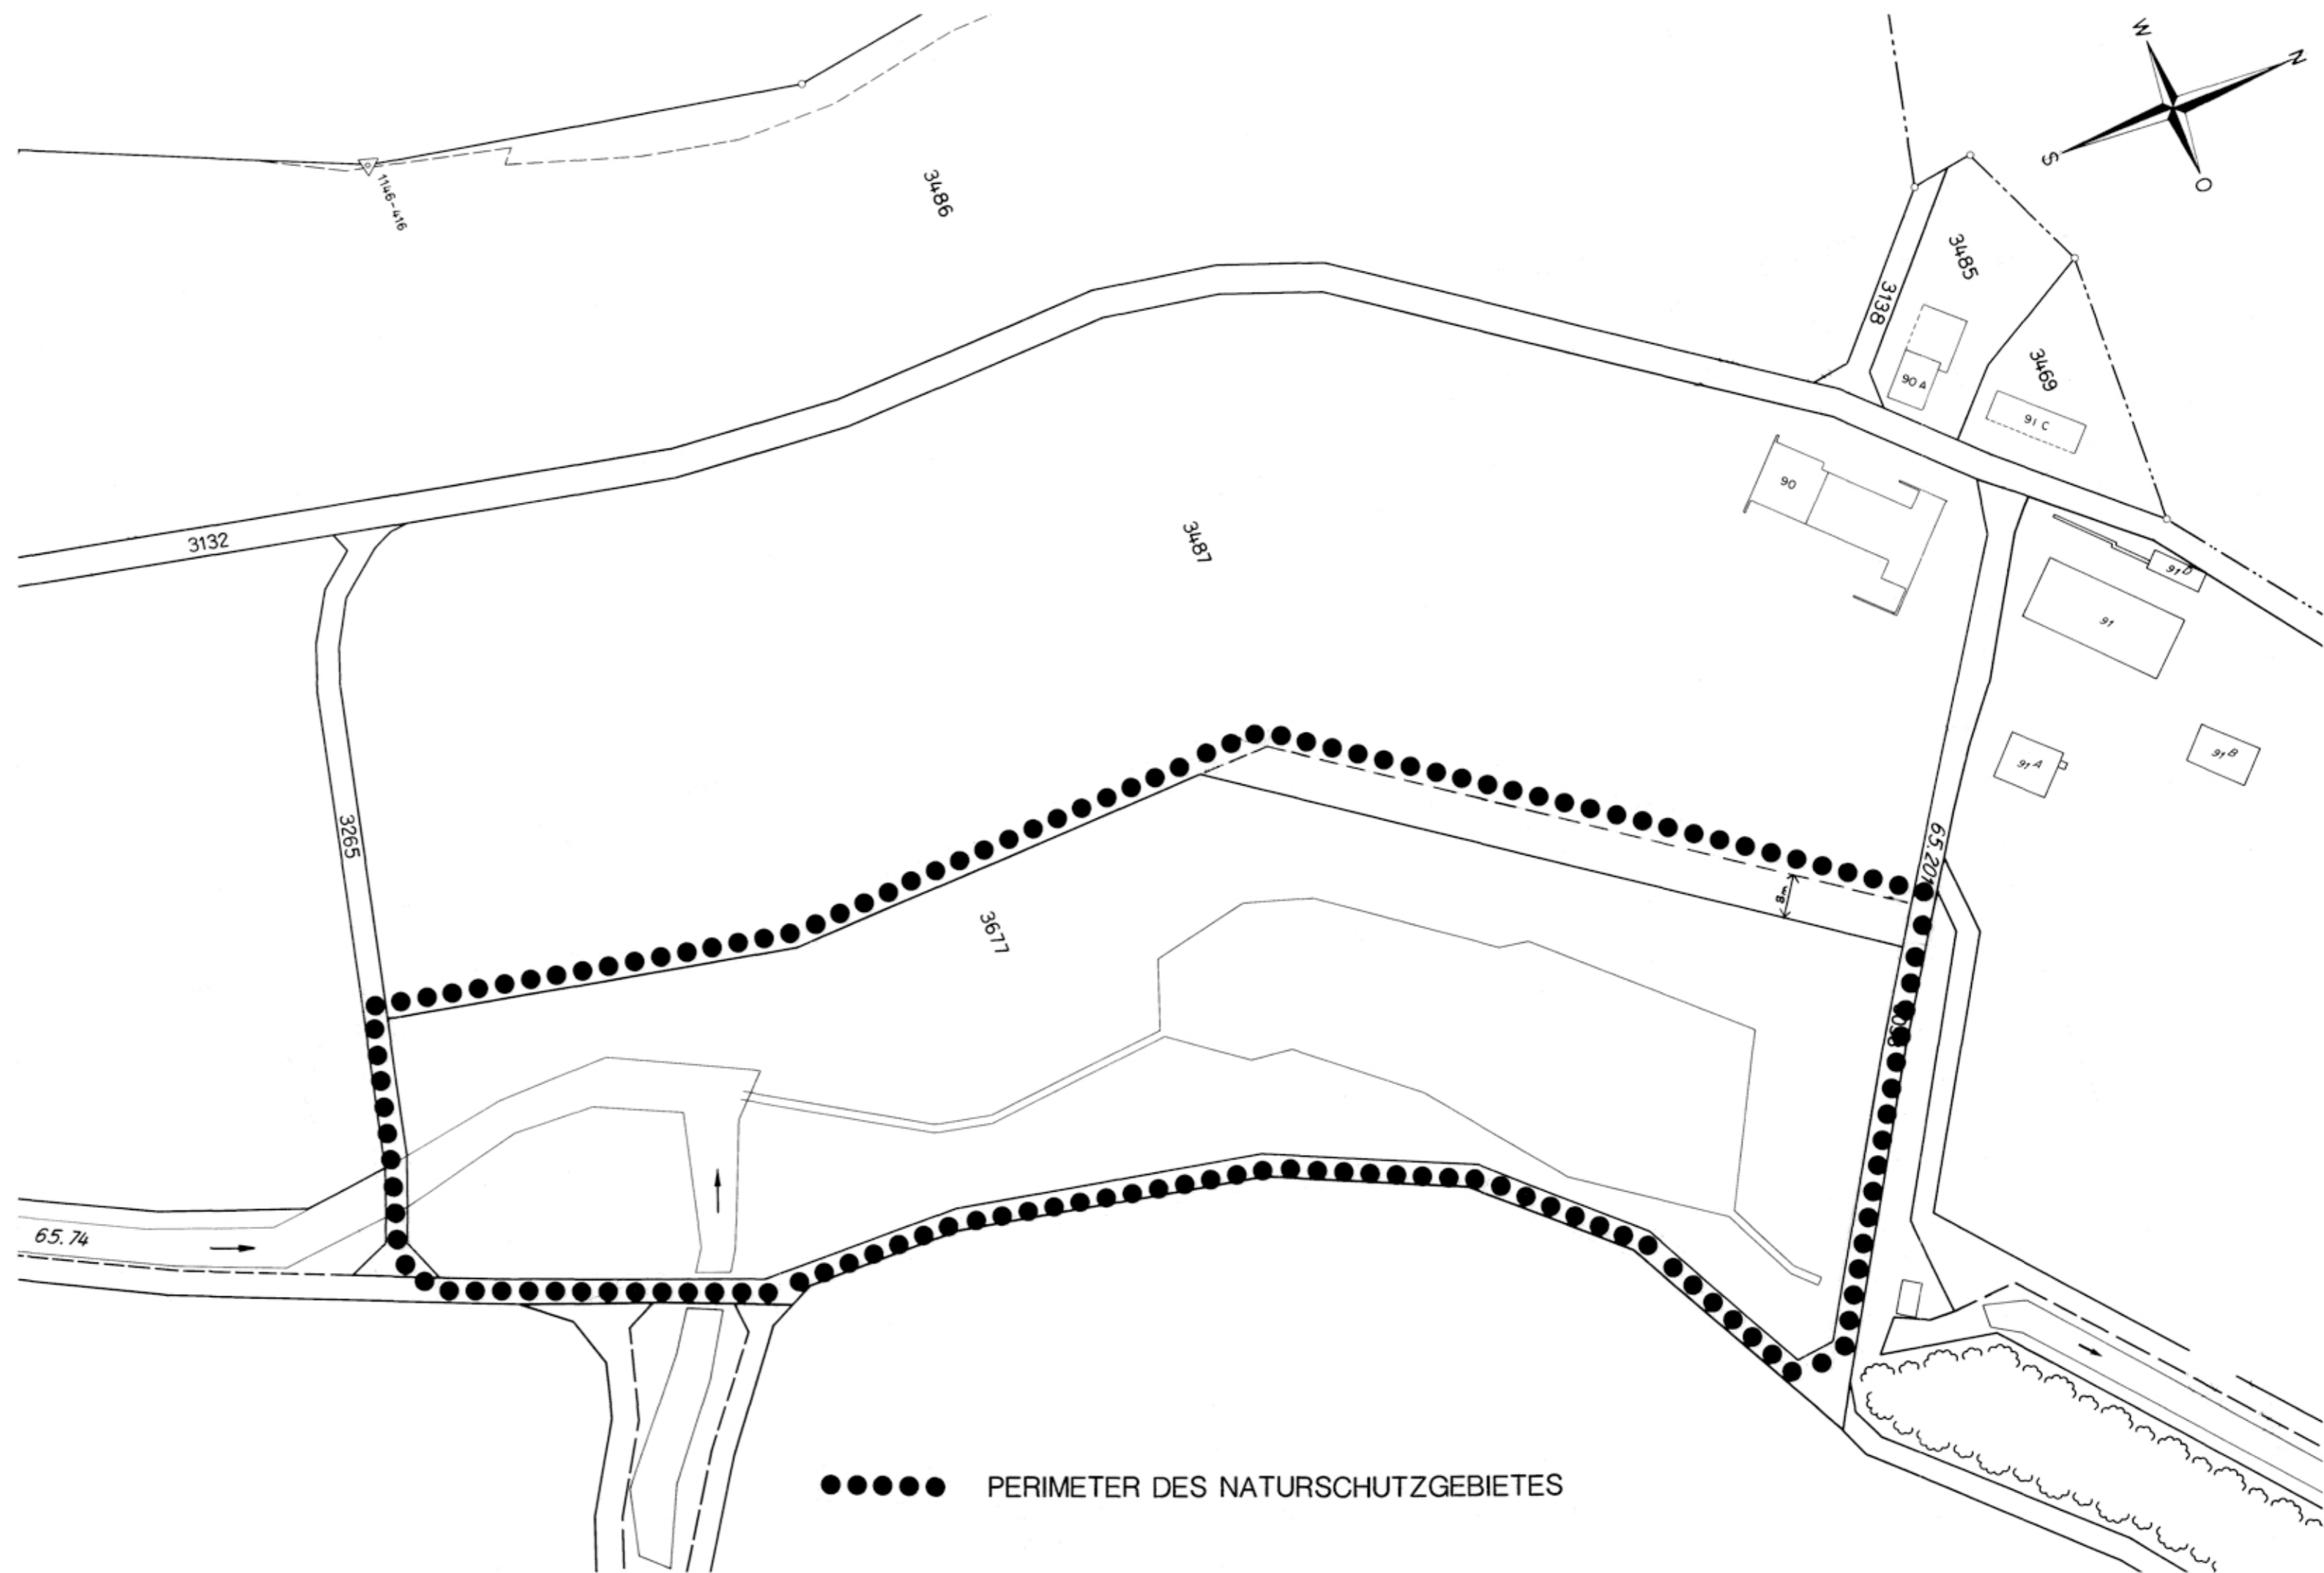 W
N
S
O
1146-416
3486
3485
3138
90 A
3469
91 C
90
3132
3487
91 D
91
91 A
91 B
3265
65.201
8m
3677
65.74
PERIMETER DES NATURSCHUTZGEBIETES